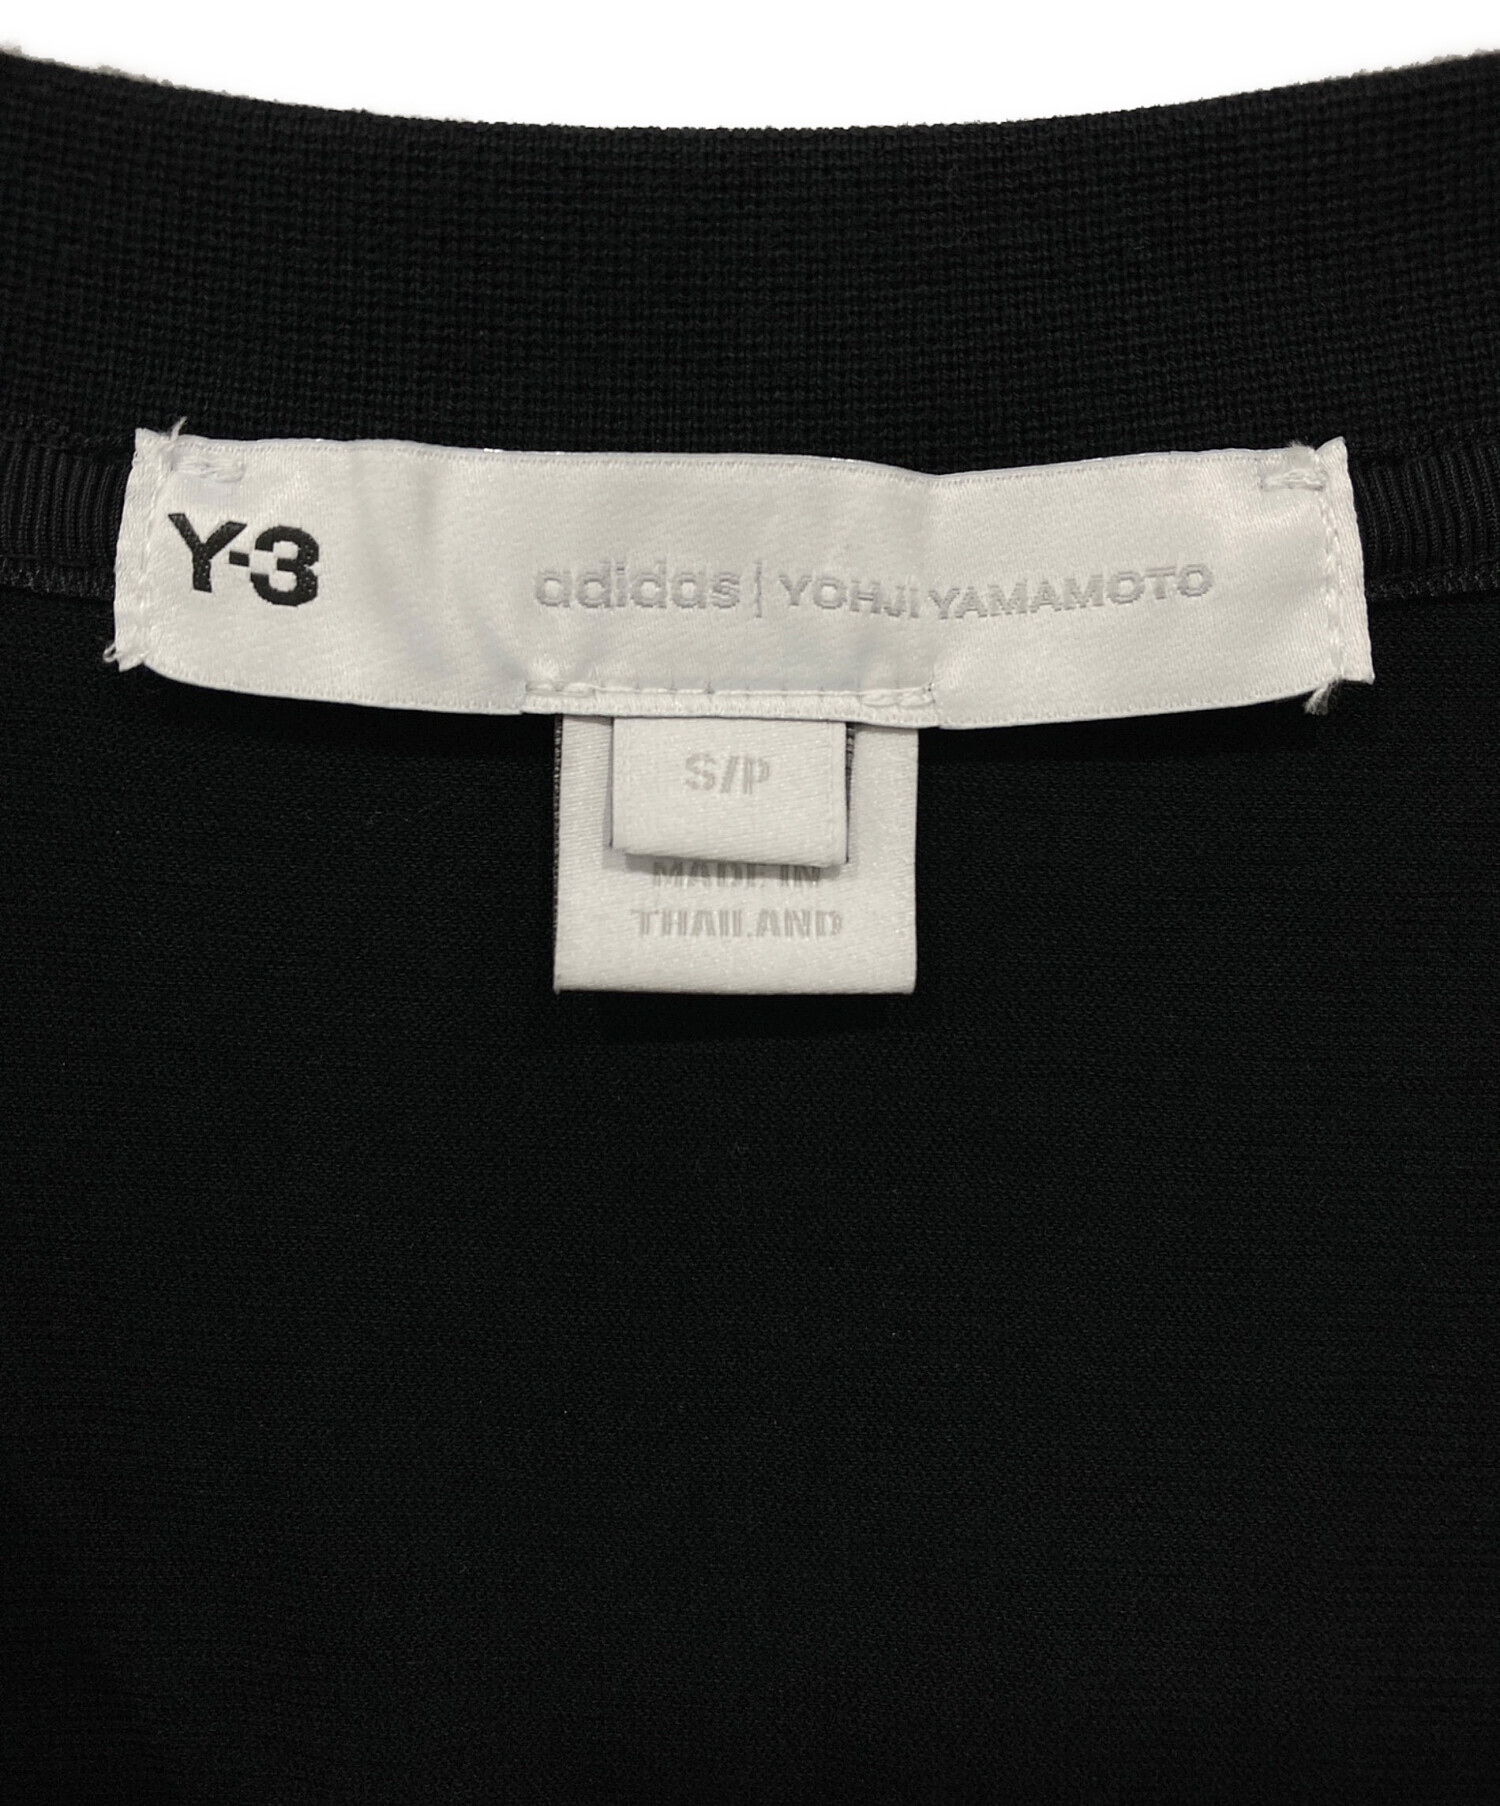 Y-3 adidas | YOHJI YAMAMOTO
S/P
MADE IN
THAILAND